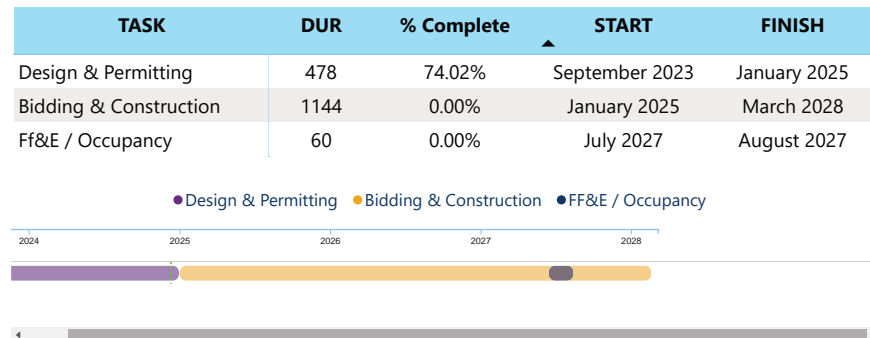 TASK DUR % Complete START FINISH
Design & Permitting 478 74.02% September 2023 January 2025
Bidding & Construction 1144 0.00% January 2025 March 2028
Ff&E / Occupancy 60 0.00% July 2027 August 2027
Design & Permitting Bidding & Construction FF&E / Occupancy
2024 2025 2026 2027 2028